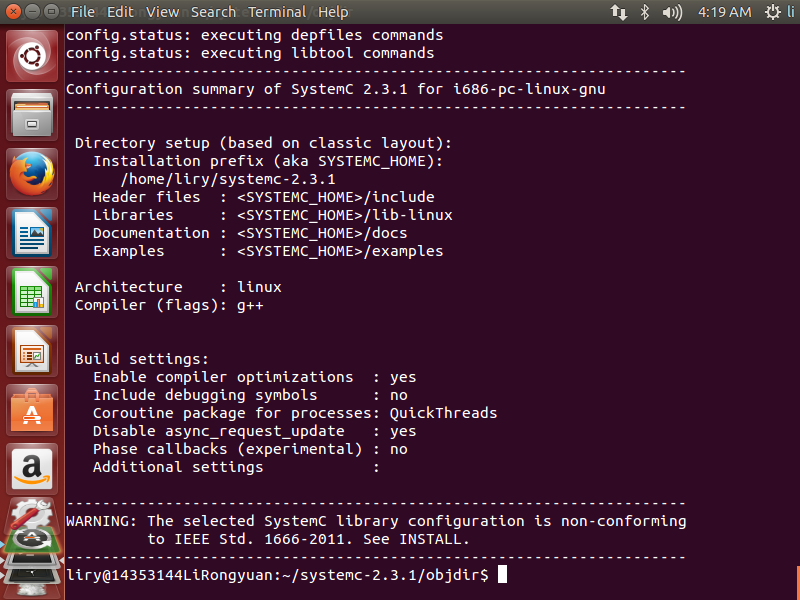 File Edit View Search Terminal Help 4:19 AM li
config.status: executing depfiles commands
config.status: executing libtool commands
---------------------------------------------------------------------
Configuration summary of SystemC 2.3.1 for i686-pc-linux-gnu
---------------------------------------------------------------------
Directory setup (based on classic layout):
Installation prefix (aka SYSTEMC_HOME):
/home/liry/systemc-2.3.1
Header files : <SYSTEMC_HOME>/include
Libraries : <SYSTEMC_HOME>/lib-linux
Documentation : <SYSTEMC_HOME>/docs
Examples : <SYSTEMC_HOME>/examples
Architecture : linux
Compiler (flags): g++
Build settings:
Enable compiler optimizations : yes
Include debugging symbols : no
Coroutine package for processes: QuickThreads
Disable async_request_update : yes
Phase callbacks (experimental) : no
Additional settings :
---------------------------------------------------------------------
WARNING: The selected SystemC library configuration is non-conforming
to IEEE Std. 1666-2011. See INSTALL.
---------------------------------------------------------------------
liry@14353144LiRongyuan:~/systemc-2.3.1/objdir$